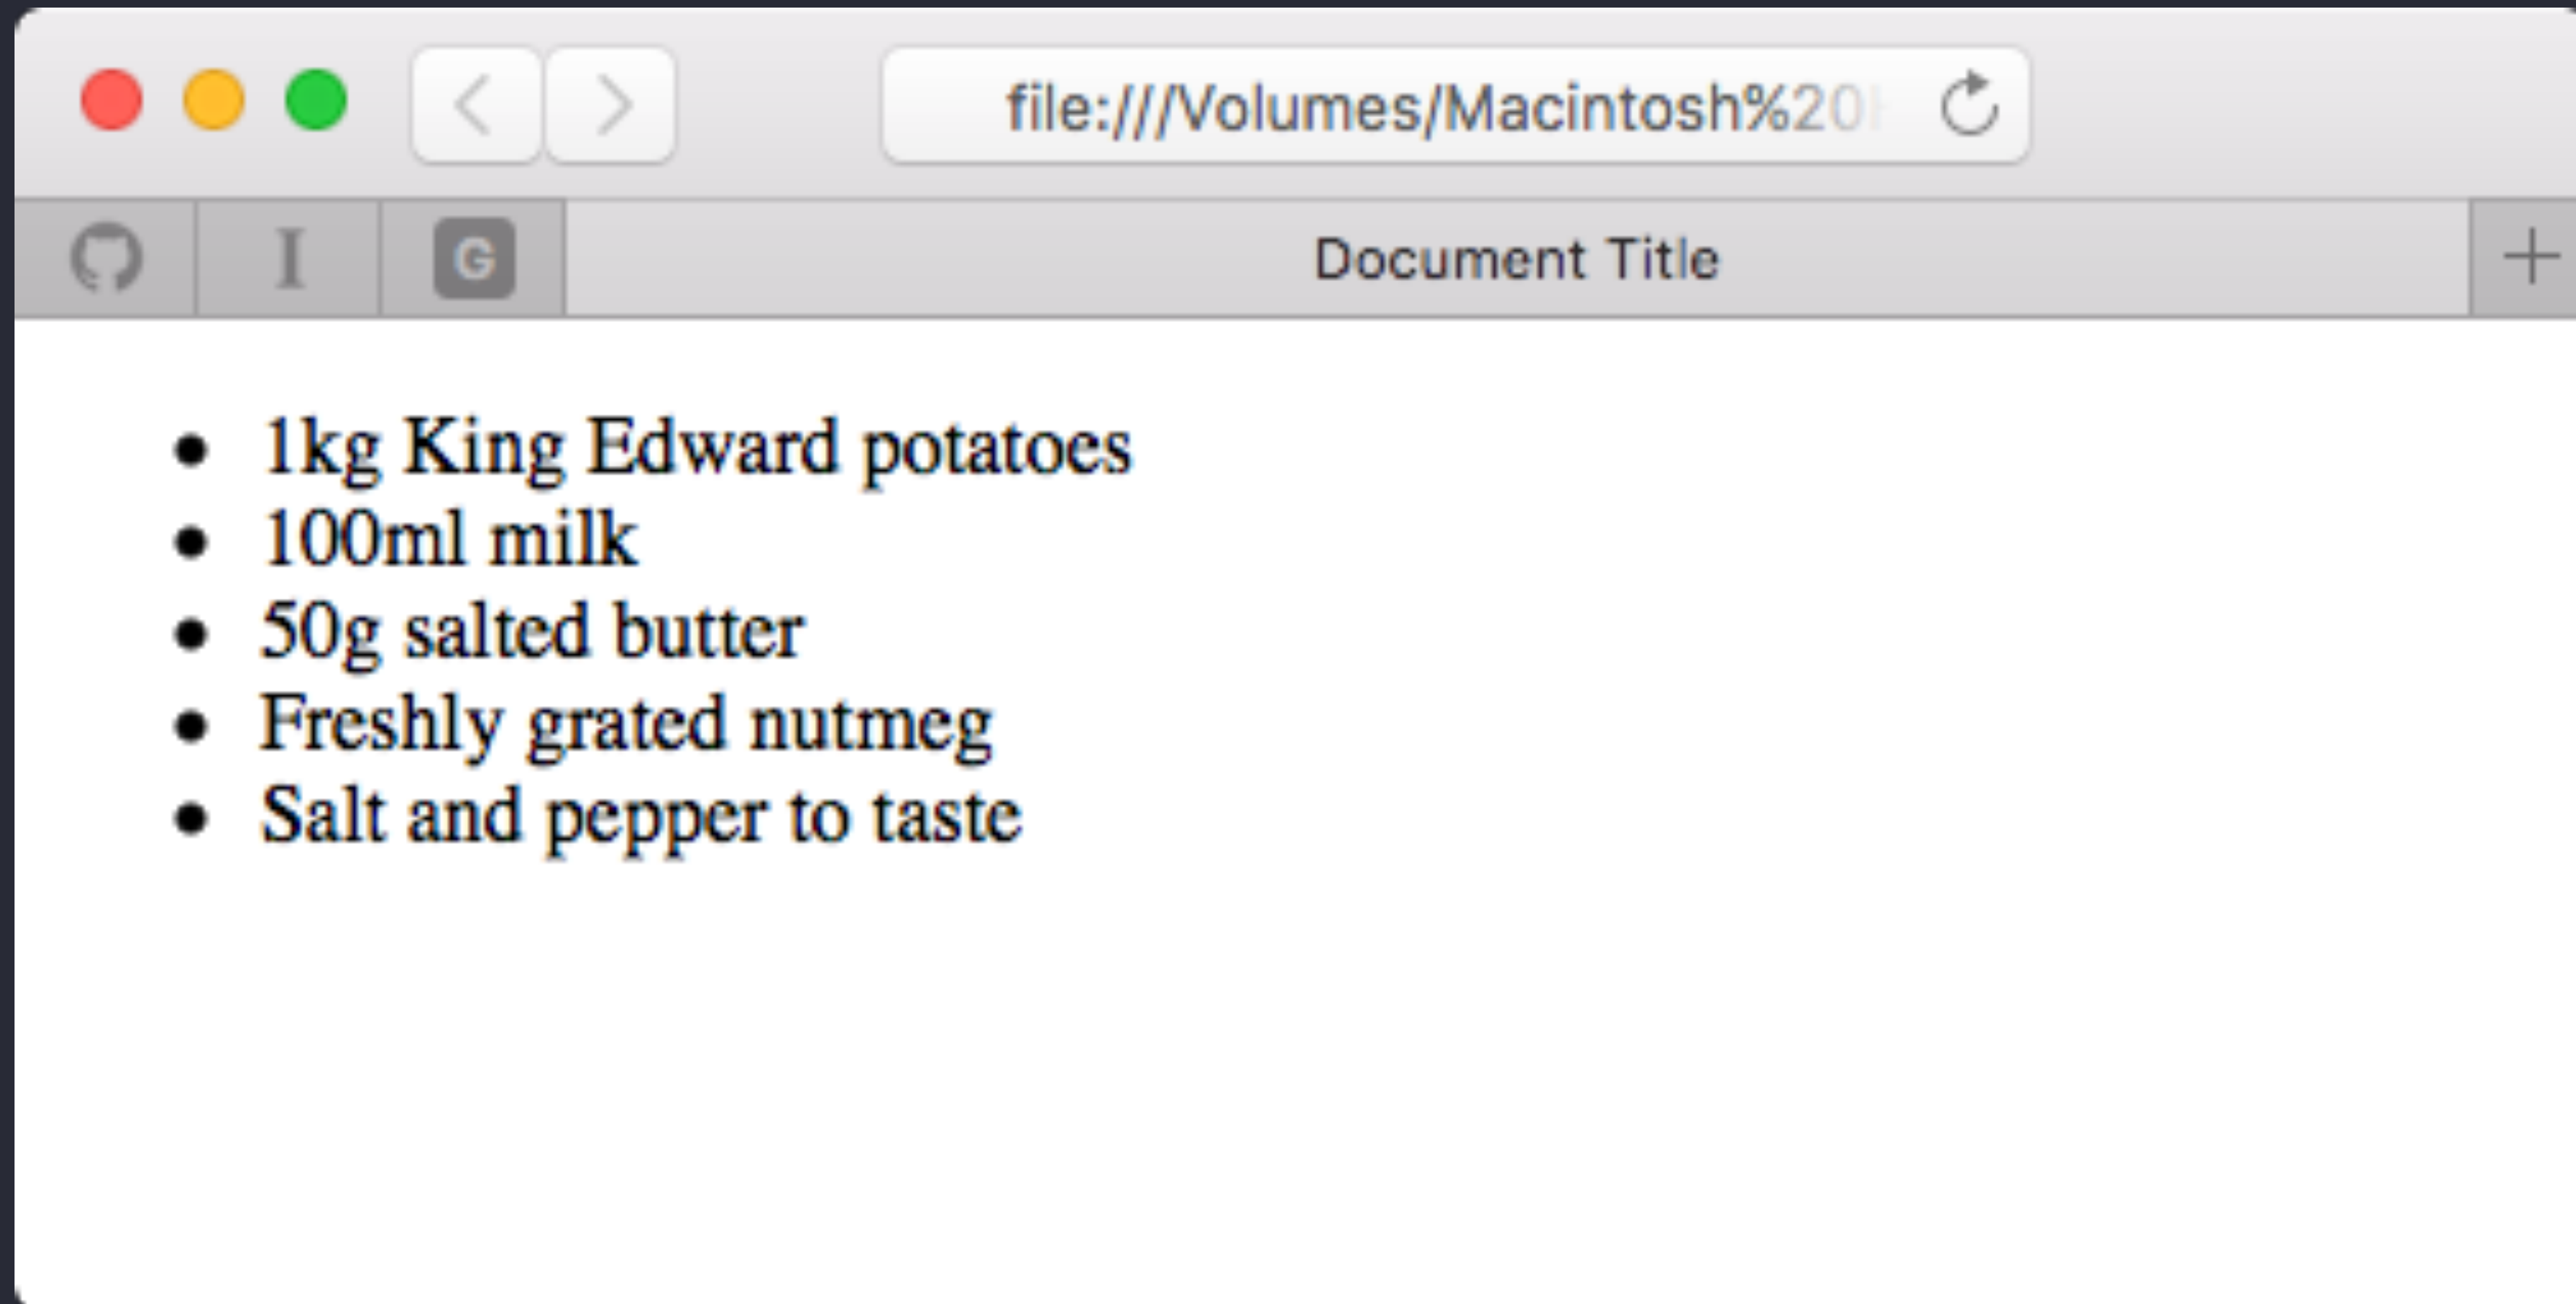 file:///Volumes/Macintosh%20
I G Document Title
• 1kg King Edward potatoes
• 100ml milk
• 50g salted butter
• Freshly grated nutmeg
• Salt and pepper to taste